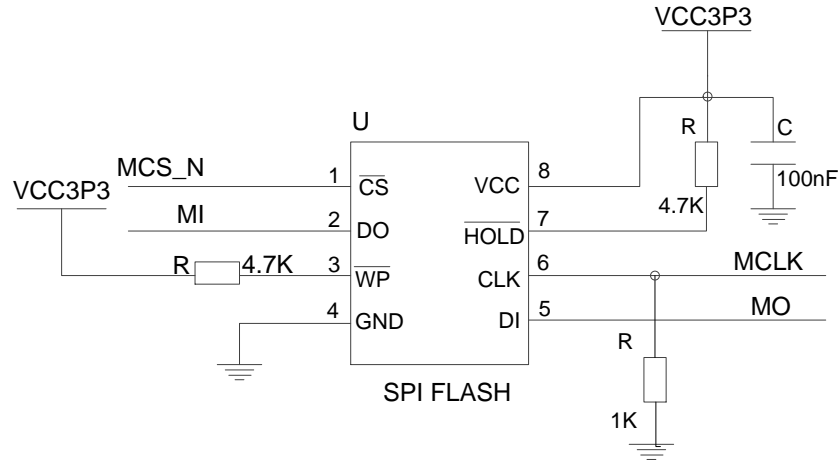 VCC3P3
U
R
C
MCS_N
1
CS
VCC
8
100nF
VCC3P3
MI
2
DO
HOLD
7
4.7K
R
4.7K
3
WP
CLK
6
MCLK
4
GND
DI
5
MO
R
SPI FLASH
1K